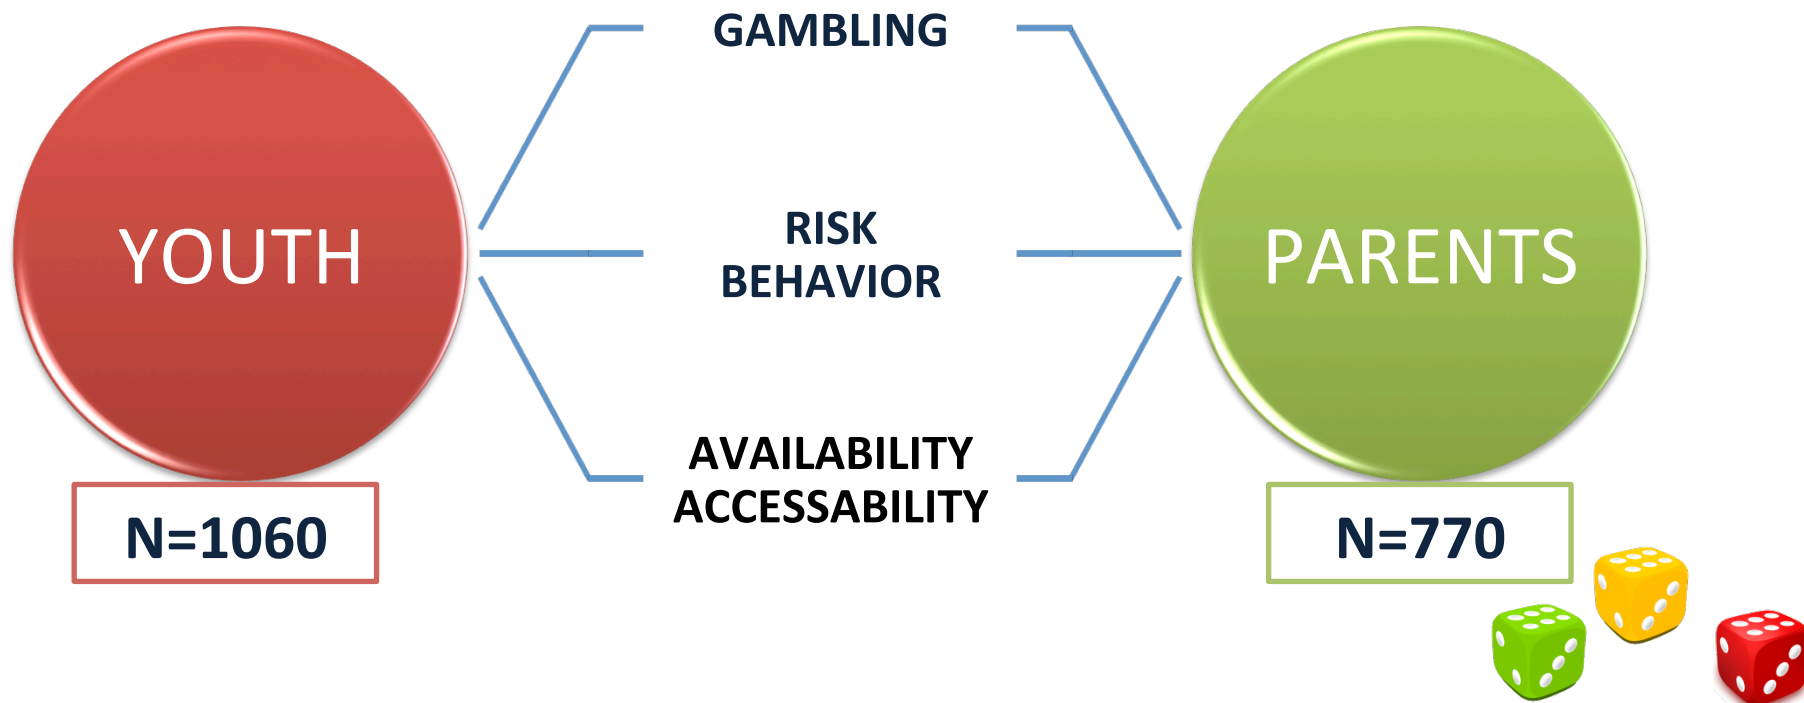 GAMBLING
YOUTH
RISK
BEHAVIOR
PARENTS
AVAILABILITY
ACCESSABILITY
N=1060
N=770